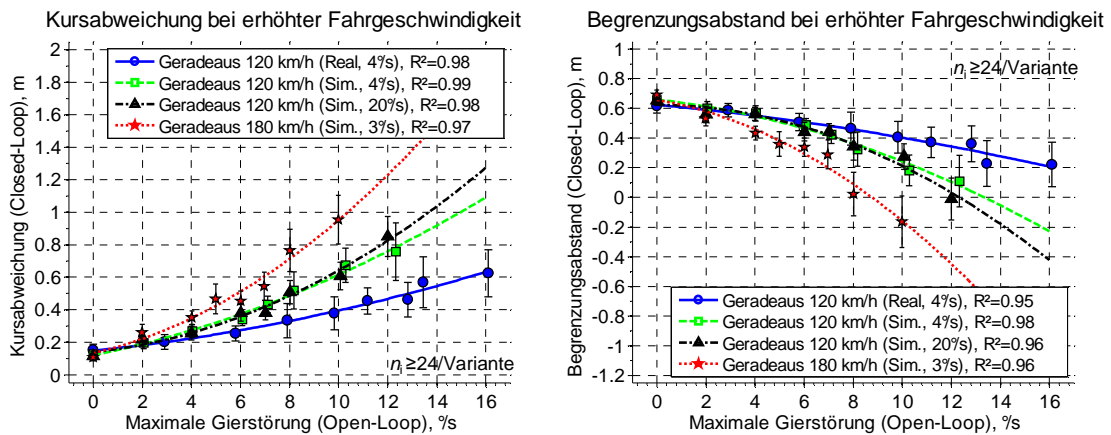 Kursabweichung bei erhöhter Fahrgeschwindigkeit
Kursabweichung (Closed-Loop), m
2
1.8
1.6
1.4
1.2
1
0.8
0.6
0.4
0.2
0
Geradeaus 120 km/h (Real, 4°/s), R²=0.98
Geradeaus 120 km/h (Sim., 4°/s), R²=0.99
Geradeaus 120 km/h (Sim., 20°/s), R²=0.98
Geradeaus 180 km/h (Sim., 3°/s), R²=0.97
nᵢ≥24/Variante
0 2 4 6 8 10 12 14 16
Maximale Gierstörung (Open-Loop), °/s
Begrenzungsabstand bei erhöhter Fahrgeschwindigkeit
Begrenzungsabstand (Closed-Loop), m
1
0.8
0.6
0.4
0.2
0
-0.2
-0.4
-0.6
-0.8
-1
-1.2
nᵢ≥24/Variante
Geradeaus 120 km/h (Real, 4°/s), R²=0.95
Geradeaus 120 km/h (Sim., 4°/s), R²=0.98
Geradeaus 120 km/h (Sim., 20°/s), R²=0.96
Geradeaus 180 km/h (Sim., 3°/s), R²=0.96
0 2 4 6 8 10 12 14 16
Maximale Gierstörung (Open-Loop), °/s